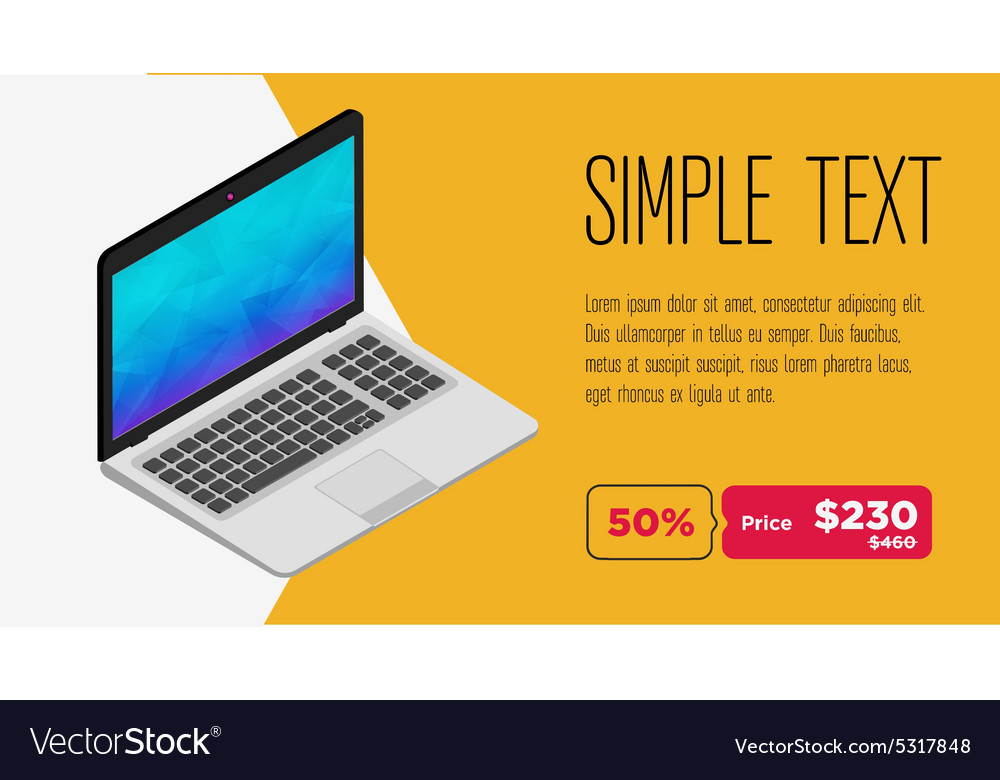 SIMPLE TEXT
Lorem ipsum dolor sit amet, consectetur adipiscing elit.
Duis ullamcorper in tellus eu semper. Duis faucibus,
metus at suscipit suscipit, risus lorem pharetra lacus,
eget rhoncus ex ligula ut ante.
50% Price $230
$460
VectorStock® VectorStock.com/5317848